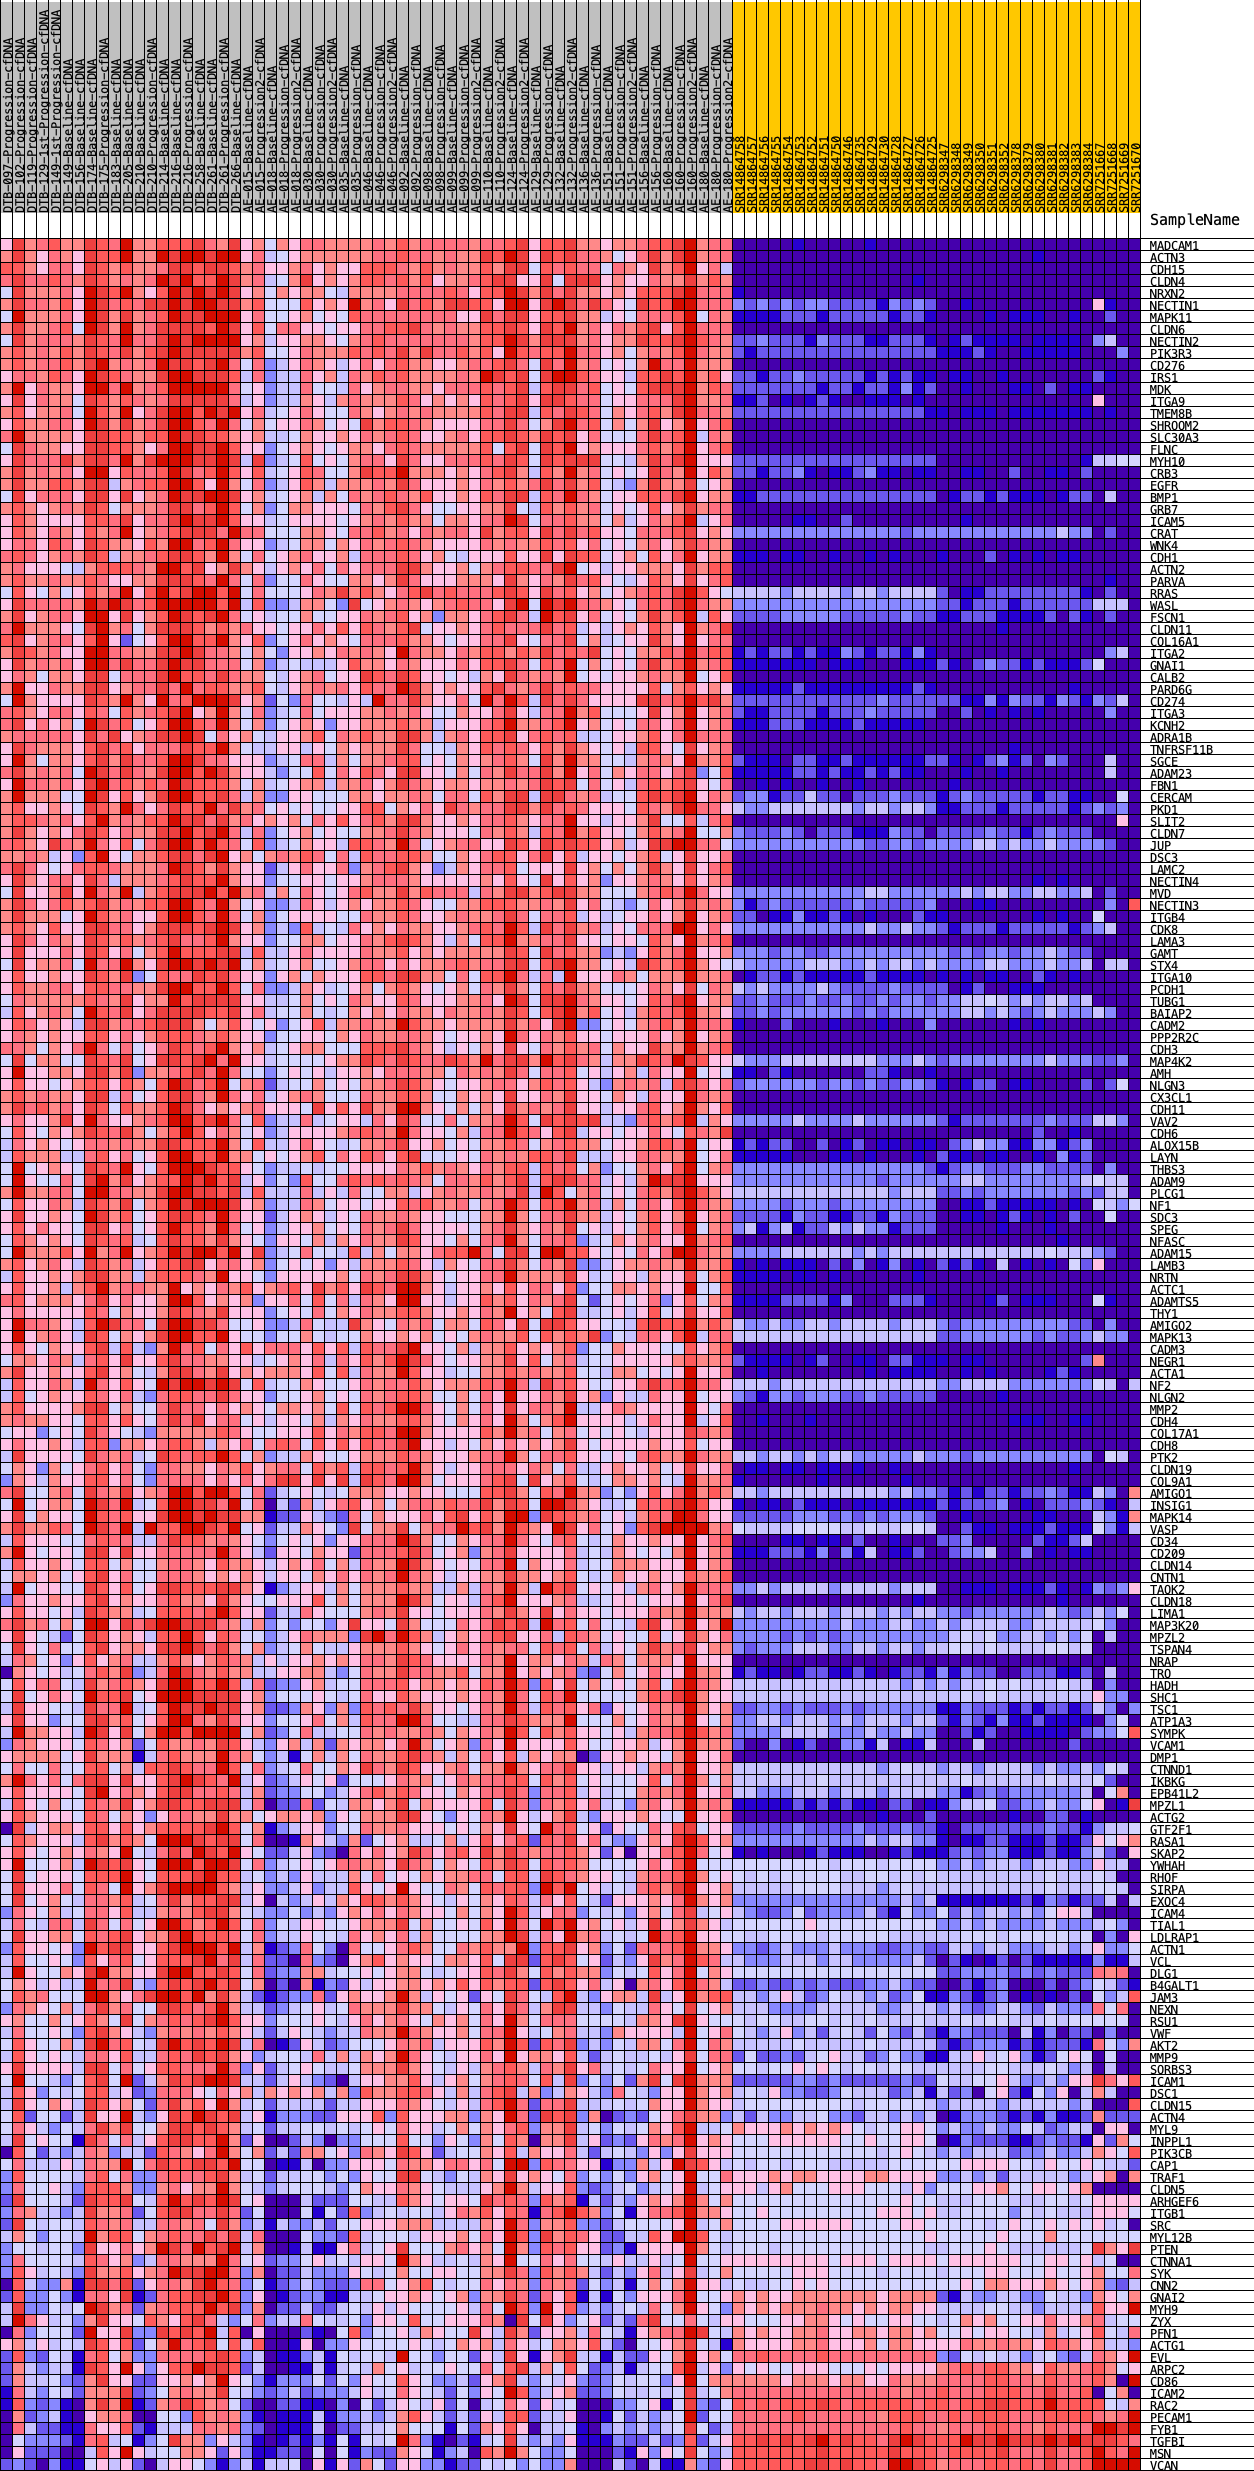 DTB-097-Progression-cfDNA
DTB-102-Progression-cfDNA
DTB-119-Progression-cfDNA
DTB-129-1st-Progression-cfDNA
DTB-149-1st-Progression-cfDNA
DTB-149-Baseline-cfDNA
DTB-156-Baseline-cfDNA
DTB-174-Baseline-cfDNA
DTB-175-Progression-cfDNA
DTB-183-Baseline-cfDNA
DTB-205-Baseline-cfDNA
DTB-209-Baseline-cfDNA
DTB-210-Progression-cfDNA
DTB-214-Baseline-cfDNA
DTB-216-Baseline-cfDNA
DTB-216-Progression-cfDNA
DTB-258-Baseline-cfDNA
DTB-261-Baseline-cfDNA
DTB-266-Baseline-cfDNA
AE-015-Baseline-cfDNA
AE-015-Progression2-cfDNA
AE-018-Baseline-cfDNA
AE-018-Progression-cfDNA
AE-018-Progression2-cfDNA
AE-030-Baseline-cfDNA
AE-030-Progression-cfDNA
AE-030-Progression2-cfDNA
AE-035-Progression-cfDNA
AE-035-Progression2-cfDNA
AE-046-Baseline-cfDNA
AE-046-Progression-cfDNA
AE-046-Progression2-cfDNA
AE-092-Baseline-cfDNA
AE-092-Progression2-cfDNA
AE-098-Baseline-cfDNA
AE-098-Progression-cfDNA
AE-099-Baseline-cfDNA
AE-099-Progression-cfDNA
AE-110-Baseline-cfDNA
AE-110-Progression2-cfDNA
AE-124-Baseline-cfDNA
AE-124-Progression2-cfDNA
AE-129-Baseline-cfDNA
AE-132-Baseline-cfDNA
AE-132-Progression-cfDNA
AE-132-Progression2-cfDNA
AE-136-Baseline-cfDNA
AE-136-Progression2-cfDNA
AE-151-Baseline-cfDNA
AE-151-Progression-cfDNA
AE-151-Progression2-cfDNA
AE-156-Baseline-cfDNA
AE-156-Progression2-cfDNA
AE-160-Baseline-cfDNA
AE-160-Progression-cfDNA
AE-160-Progression2-cfDNA
AE-180-Baseline-cfDNA
AE-180-Progression-cfDNA
AE-180-Progression2-cfDNA
SRR14864758
SRR14864757
SRR14864756
SRR14864755
SRR14864754
SRR14864753
SRR14864752
SRR14864751
SRR14864750
SRR14864746
SRR14864735
SRR14864729
SRR14864730
SRR14864728
SRR14864727
SRR14864726
SRR14864725
SRR6298347
SRR6298348
SRR6298349
SRR6298350
SRR6298351
SRR6298352
SRR6298378
SRR6298379
SRR6298380
SRR6298381
SRR6298382
SRR6298383
SRR6298384
SRR7251667
SRR7251668
SRR7251669
SRR7251670
SampleName
MADCAM1
ACTN3
CDH15
CLDN4
NRXN2
NECTIN1
MAPK11
CLDN6
NECTIN2
PIK3R3
CD276
IRS1
MDK
ITGA9
TMEM8B
SHROOM2
SLC30A3
FLNC
MYH10
CRB3
EGFR
BMP1
GRB7
ICAM5
CRAT
WNK4
CDH1
ACTN2
PARVA
RRAS
WASL
FSCN1
CLDN11
COL16A1
ITGA2
GNAI1
CALB2
PARD6G
CD274
ITGA3
KCNH2
ADRA1B
TNFRSF11B
SGCE
ADAM23
FBN1
CERCAM
PKD1
SLIT2
CLDN7
JUP
DSC3
LAMC2
NECTIN4
MVD
NECTIN3
ITGB4
CDK8
LAMA3
GAMT
STX4
ITGA10
PCDH1
TUBG1
BAIAP2
CADM2
PPP2R2C
CDH3
MAP4K2
AMH
NLGN3
CX3CL1
CDH11
VAV2
CDH6
ALOX15B
LAYN
THBS3
ADAM9
PLCG1
NF1
SDC3
SPEG
NFASC
ADAM15
LAMB3
NRTN
ACTC1
ADAMTS5
THY1
AMIGO2
MAPK13
CADM3
NEGR1
ACTA1
NF2
NLGN2
MMP2
CDH4
COL17A1
CDH8
PTK2
CLDN19
COL9A1
AMIGO1
INSIG1
MAPK14
VASP
CD34
CD209
CLDN14
CNTN1
TAOK2
CLDN18
LIMA1
MAP3K20
MPZL2
TSPAN4
NRAP
TRO
HADH
SHC1
TSC1
ATP1A3
SYMPK
VCAM1
DMP1
CTNND1
IKBKG
EPB41L2
MPZL1
ACTG2
GTF2F1
RASA1
SKAP2
YWHAH
RHOF
SIRPA
EXOC4
ICAM4
TIAL1
LDLRAP1
ACTN1
VCL
DLG1
B4GALT1
JAM3
NEXN
RSU1
VWF
AKT2
MMP9
SORBS3
ICAM1
DSC1
CLDN15
ACTN4
MYL9
INPPL1
PIK3CB
CAP1
TRAF1
CLDN5
ARHGEF6
ITGB1
SRC
MYL12B
PTEN
CTNNA1
SYK
CNN2
GNAI2
MYH9
ZYX
PFN1
ACTG1
EVL
ARPC2
CD86
ICAM2
RAC2
PECAM1
FYB1
TGFBI
MSN
VCAN